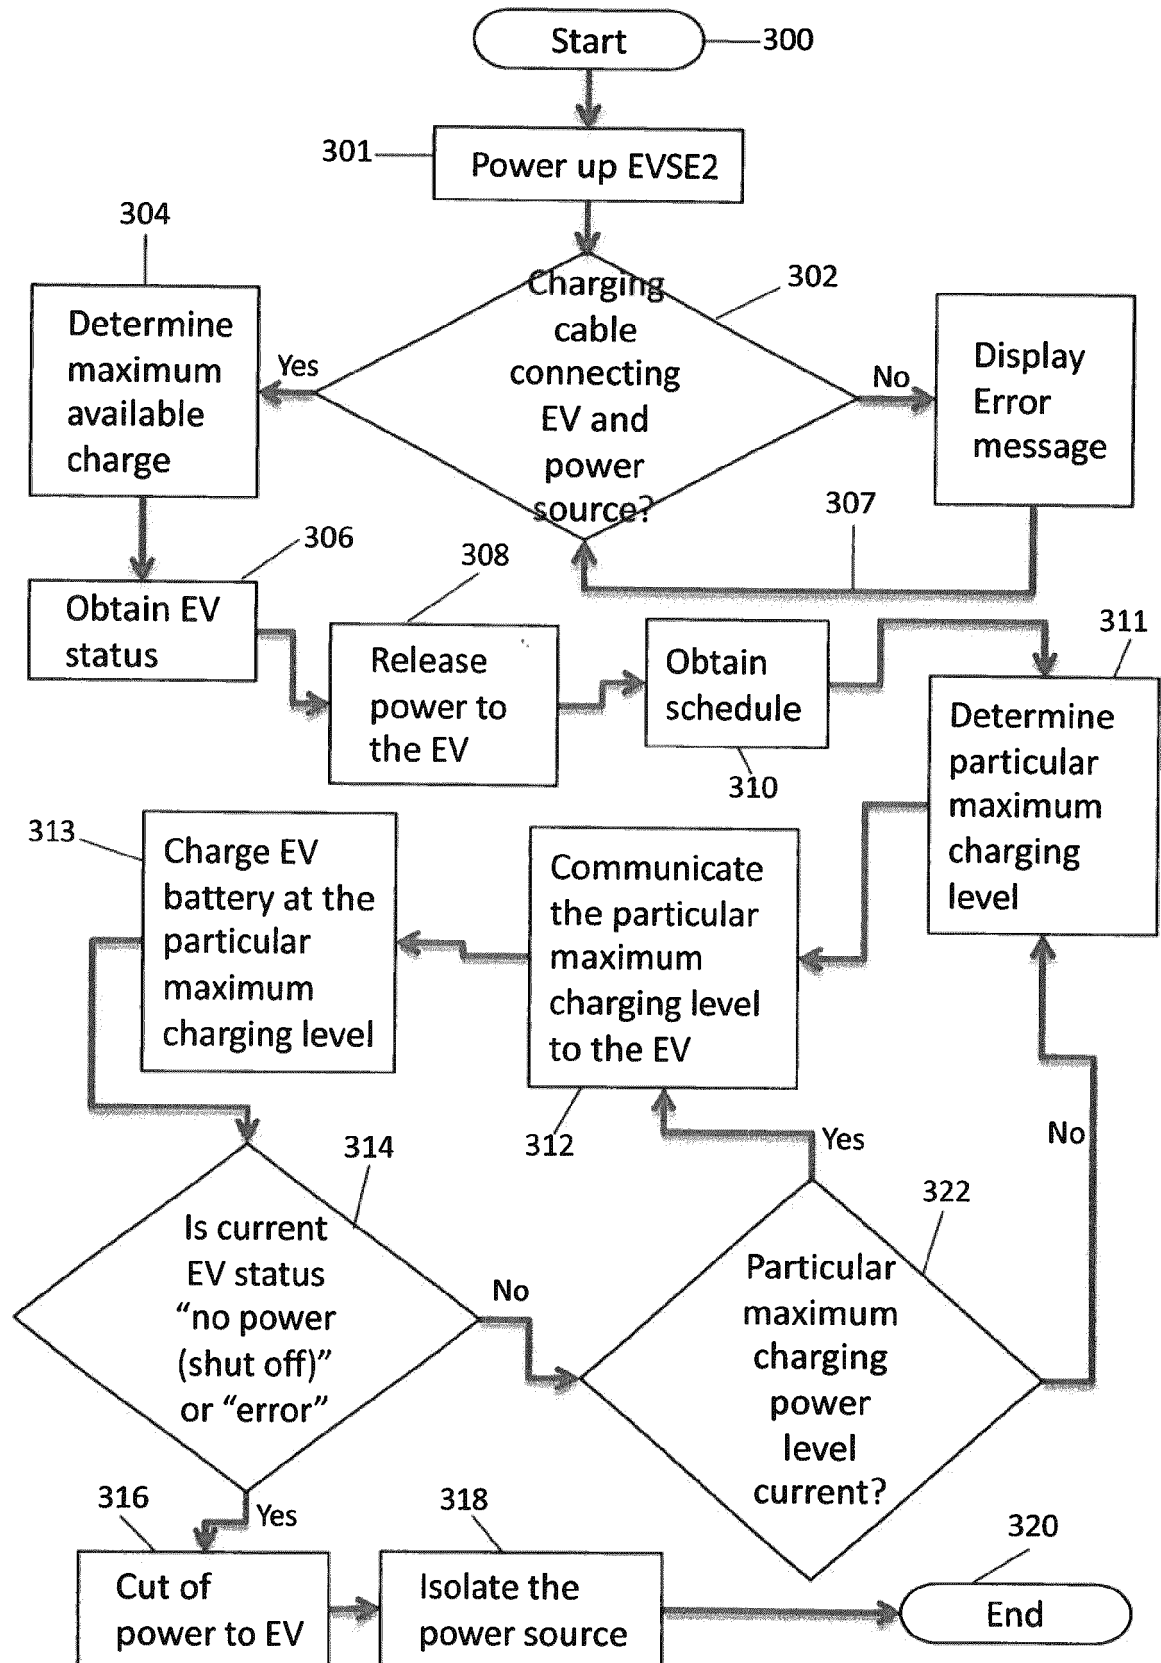 Start
300
301
Power up EVSE2
304
302
Charging
cable
connecting
EV and
power
source?
Yes
No
Determine
maximum
available
charge
Display
Error
message
307
306
308
Obtain EV
status
Release
power to
the EV
Obtain
schedule
310
311
Determine
particular
maximum
charging
level
313
Charge EV
battery at the
particular
maximum
charging level
Communicate
the particular
maximum
charging level
to the EV
312
314
Is current
EV status
“no power
(shut off)”
or “error”
No
Yes
322
Particular
maximum
charging
power
level
current?
Yes
No
316
Cut of
power to EV
318
Isolate the
power source
320
End